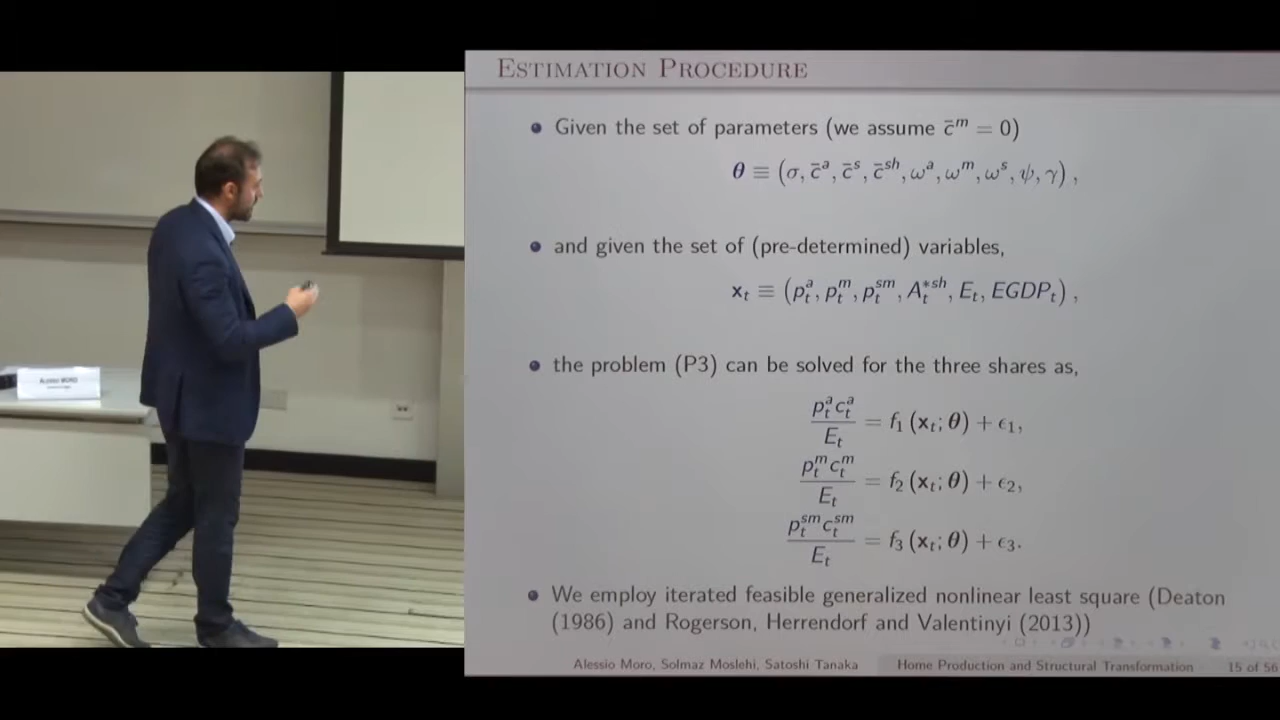 ESTIMATION PROCEDURE
Given the set of parameters (we assume c̄ᵐ = 0)
θ ≡ (σ, c̄ᵃ, c̄ˢ, c̄ˢʰ, ωᵃ, ωᵐ, ωˢ, ψ, γ) ,
and given the set of (pre-determined) variables,
xₜ ≡ (pₜᵃ, pₜᵐ, pₜˢᵐ, Aₜ*ˢʰ, Eₜ, EGDPₜ) ,
the problem (P3) can be solved for the three shares as,
pₜᵃcₜᵃ / Eₜ = f₁ (xₜ; θ) + ϵ₁,
pₜᵐcₜᵐ / Eₜ = f₂ (xₜ; θ) + ϵ₂,
pₜˢᵐcₜˢᵐ / Eₜ = f₃ (xₜ; θ) + ϵ₃.
We employ iterated feasible generalized nonlinear least square (Deaton
(1986) and Rogerson, Herrendorf and Valentinyi (2013))
Alessio Moro, Solmaz Moslehi, Satoshi Tanaka Home Production and Structural Transformation 15 of 56
Alessio MORO